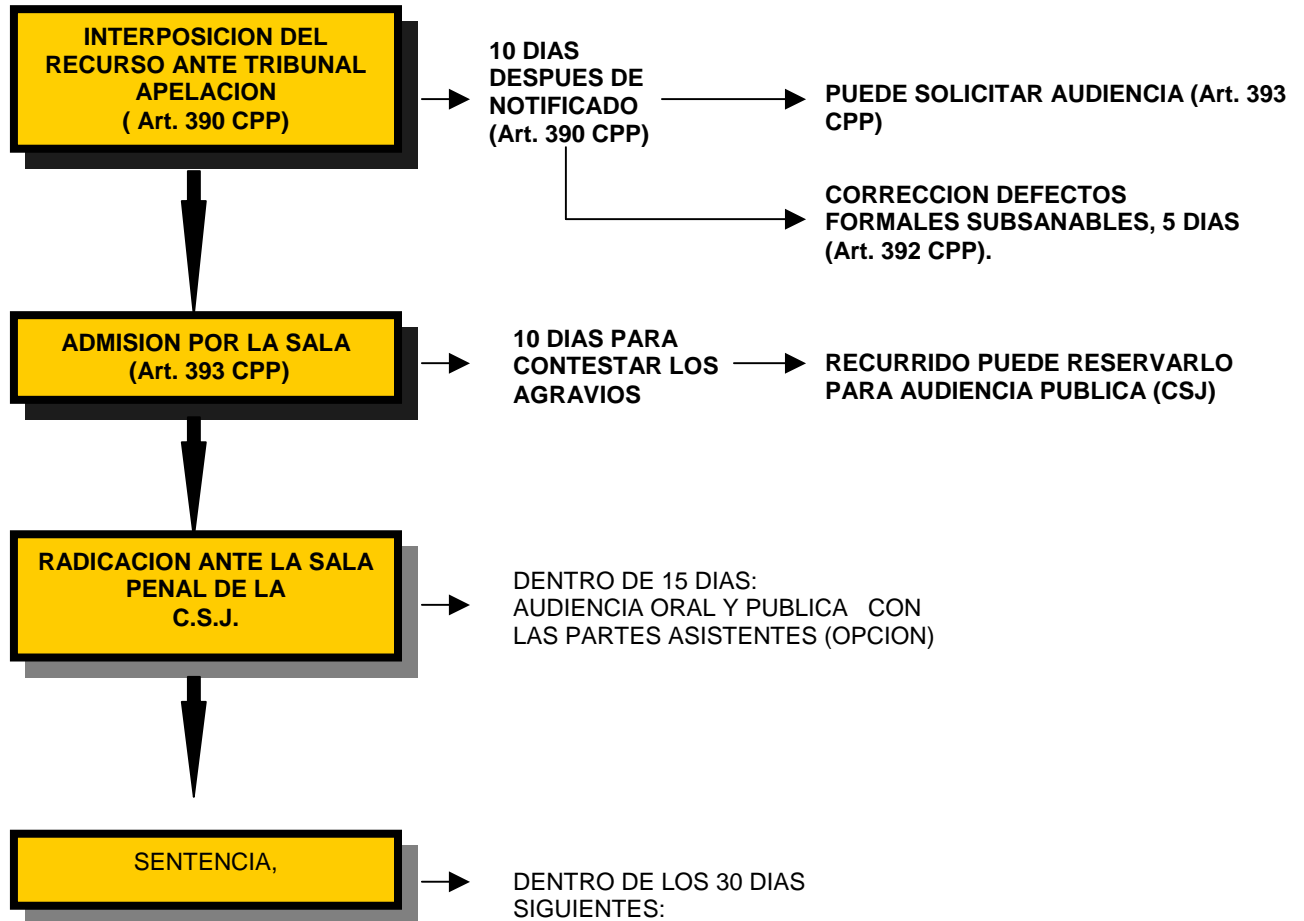 INTERPOSICION DEL
RECURSO ANTE TRIBUNAL
APELACION
( Art. 390 CPP)
10 DIAS
DESPUES DE
NOTIFICADO
(Art. 390 CPP)
PUEDE SOLICITAR AUDIENCIA (Art. 393
CPP)
CORRECCION DEFECTOS
FORMALES SUBSANABLES, 5 DIAS
(Art. 392 CPP).
ADMISION POR LA SALA
(Art. 393 CPP)
10 DIAS PARA
CONTESTAR LOS
AGRAVIOS
RECURRIDO PUEDE RESERVARLO
PARA AUDIENCIA PUBLICA (CSJ)
RADICACION ANTE LA SALA
PENAL DE LA
C.S.J.
DENTRO DE 15 DIAS:
AUDIENCIA ORAL Y PUBLICA CON
LAS PARTES ASISTENTES (OPCION)
SENTENCIA,
DENTRO DE LOS 30 DIAS
SIGUIENTES: